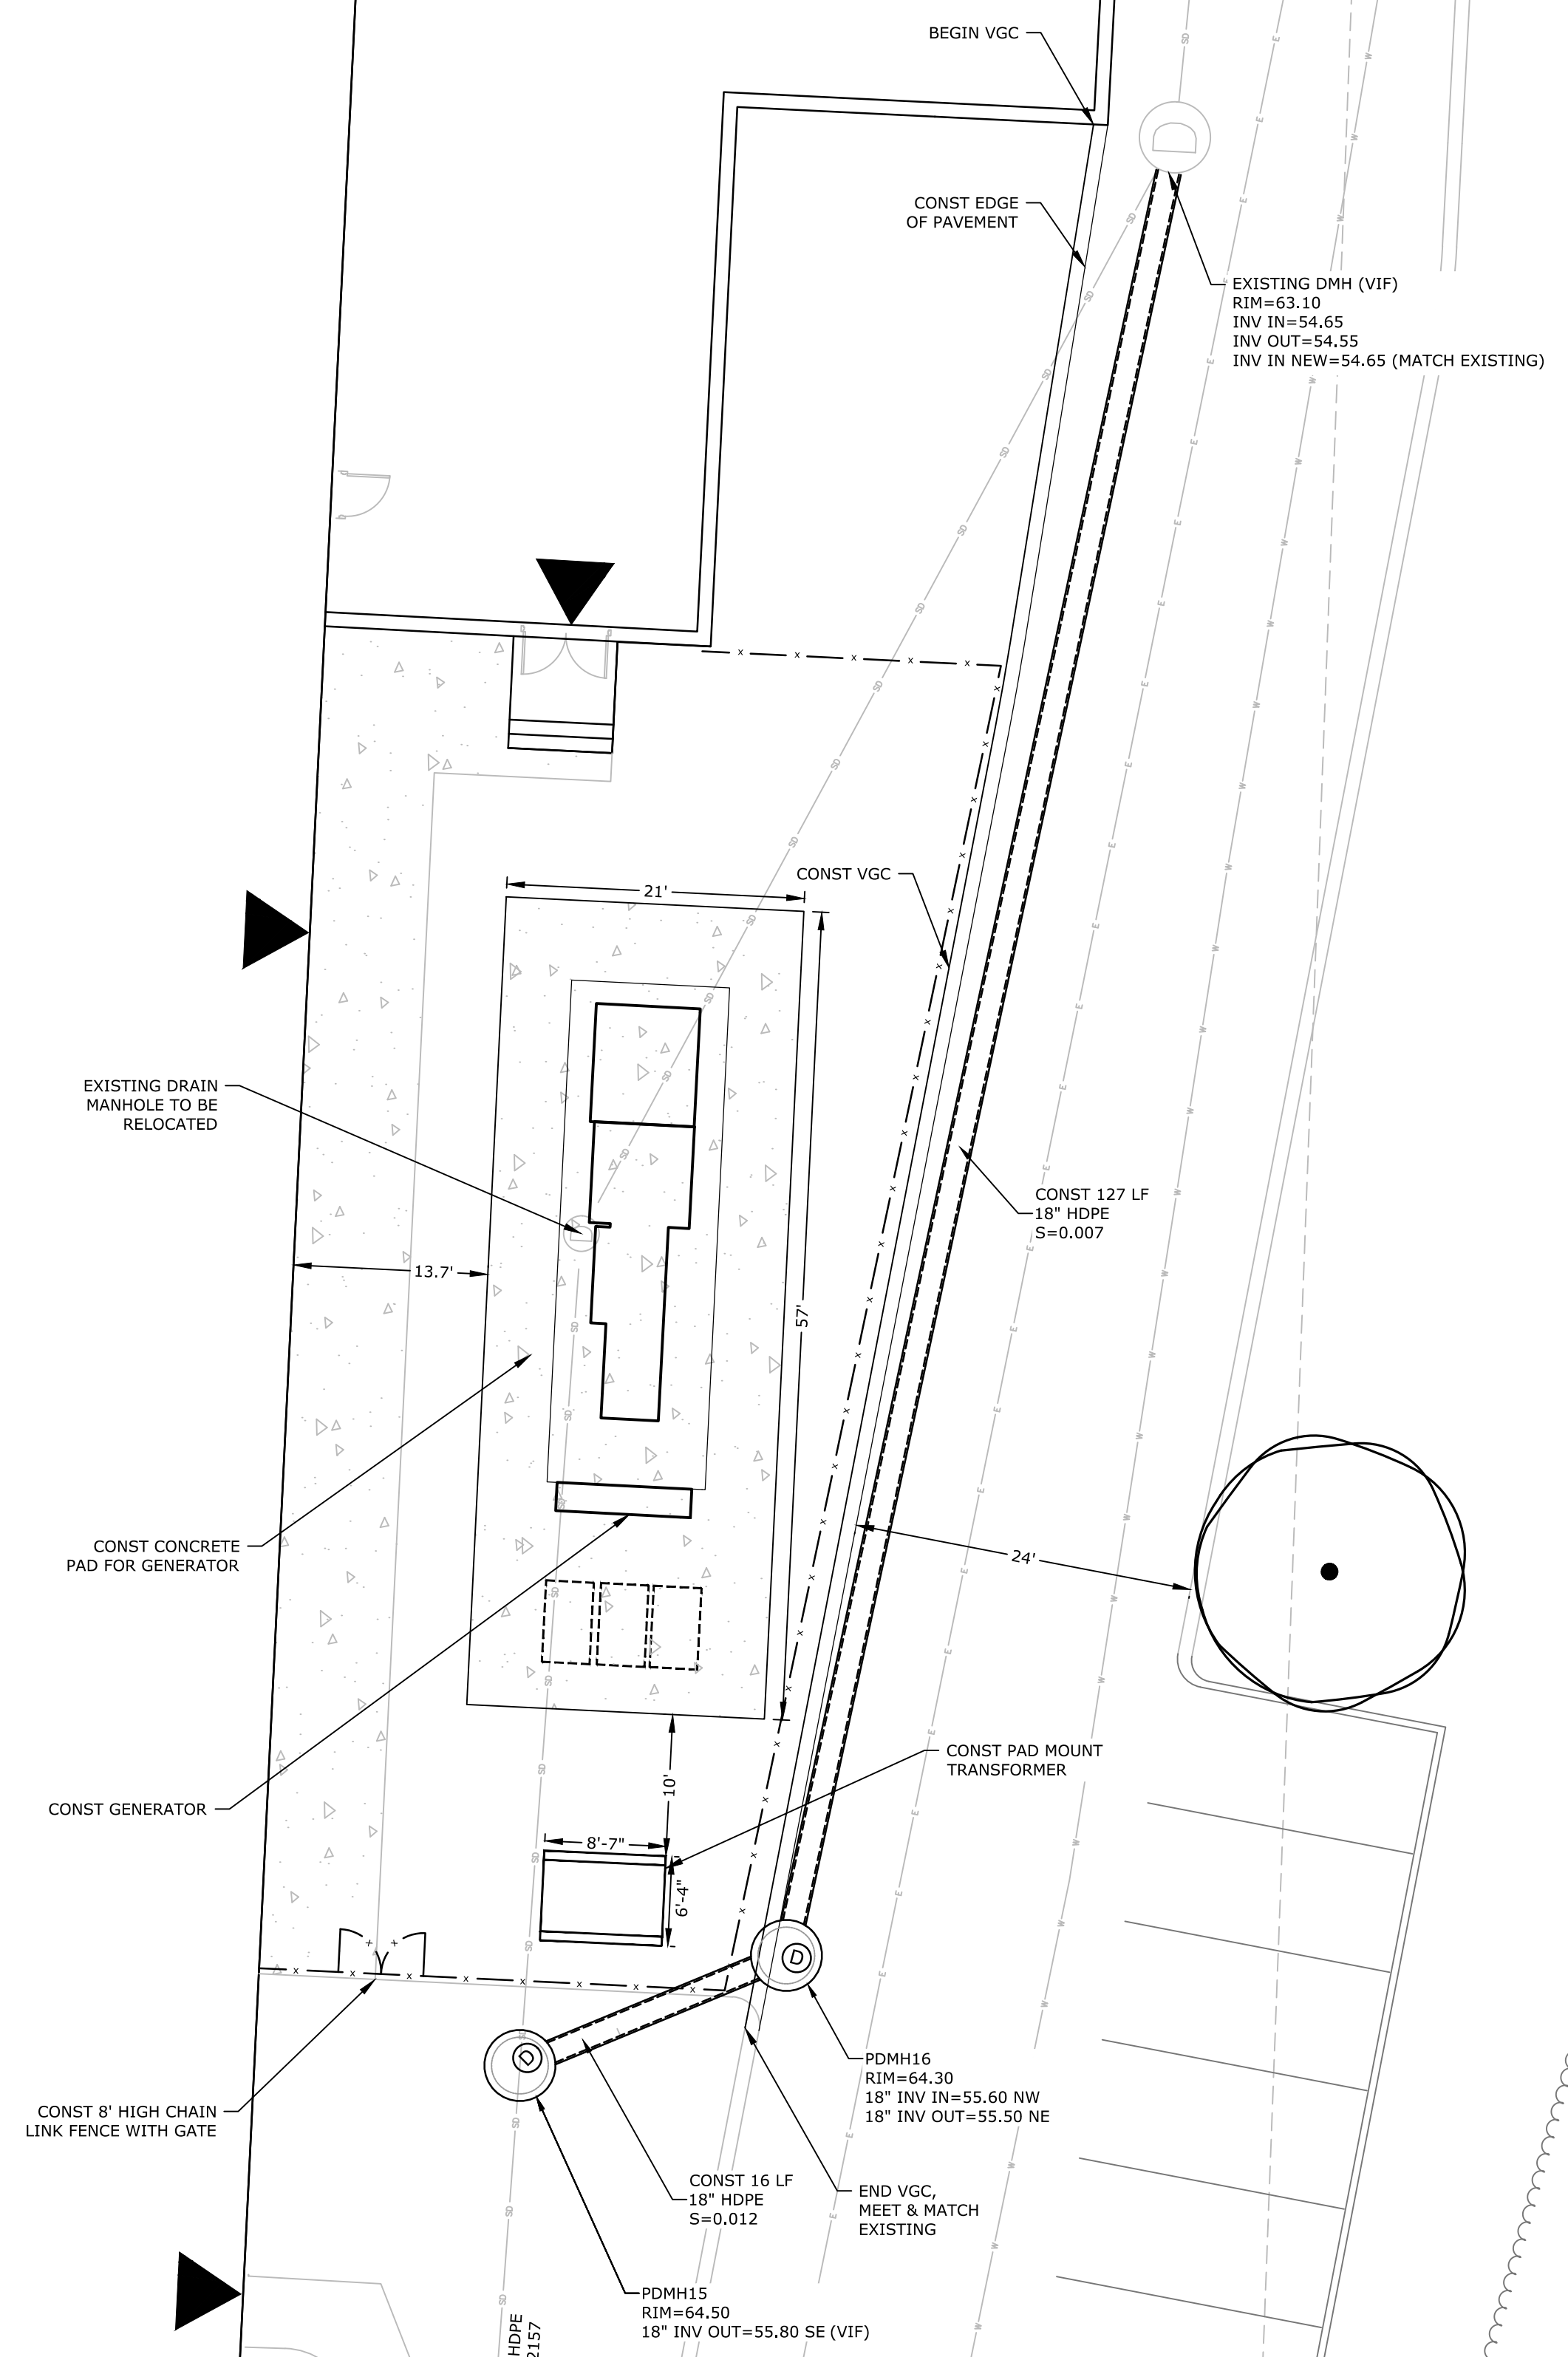 BEGIN VGC
CONST EDGE
OF PAVEMENT
EXISTING DMH (VIF)
RIM=63.10
INV IN=54.65
INV OUT=54.55
INV IN NEW=54.65 (MATCH EXISTING)
CONST VGC
21'
EXISTING DRAIN
MANHOLE TO BE
RELOCATED
CONST 127 LF
18" HDPE
S=0.007
13.7'
57'
CONST CONCRETE
PAD FOR GENERATOR
24'
CONST PAD MOUNT
TRANSFORMER
10'
CONST GENERATOR
8'-7"
6'-4"
D
D
PDMH16
RIM=64.30
18" INV IN=55.60 NW
18" INV OUT=55.50 NE
CONST 8' HIGH CHAIN
LINK FENCE WITH GATE
CONST 16 LF
18" HDPE
S=0.012
END VGC,
MEET & MATCH
EXISTING
PDMH15
RIM=64.50
18" INV OUT=55.80 SE (VIF)
HDPE
2157
D
D
SD
E
W